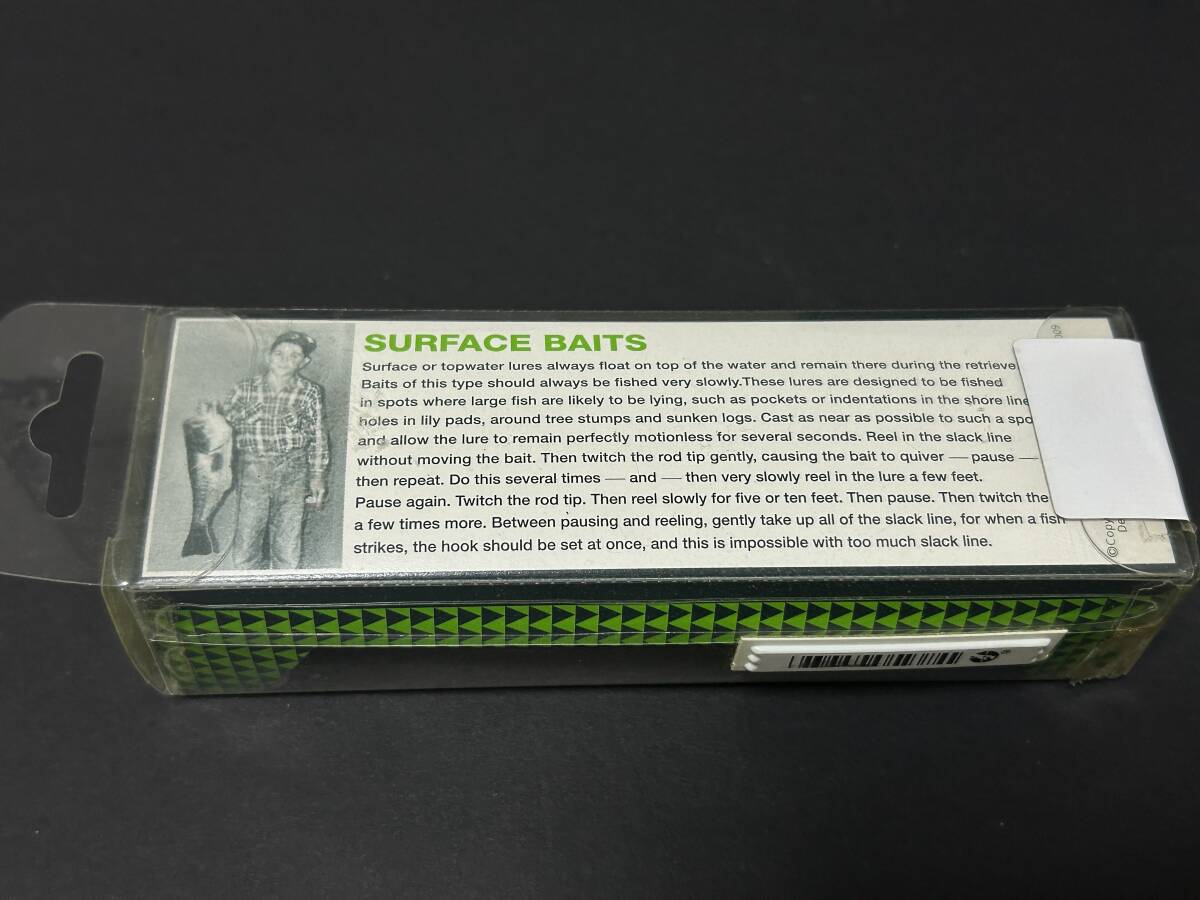 SURFACE BAITS
Surface or topwater lures always float on top of the water and remain there during the retrieve
Baits of this type should always be fished very slowly.These lures are designed to be fished
in spots where large fish are likely to be lying, such as pockets or indentations in the shore line
holes in lily pads, around tree stumps and sunken logs. Cast as near as possible to such a
and allow the lure to remain perfectly motionless for several seconds. Reel in the slack line
without moving the bait. Then twitch the rod tip gently, causing the bait to quiver — pause —
then repeat. Do this several times — and — then very slowly reel in the lure a few feet.
Pause again. Twitch the rod tip. Then reel slowly for five or ten feet. Then pause. Then twitch the
a few times more. Between pausing and reeling, gently take up all of the slack line, for when a fish
strikes, the hook should be set at once, and this is impossible with too much slack line.